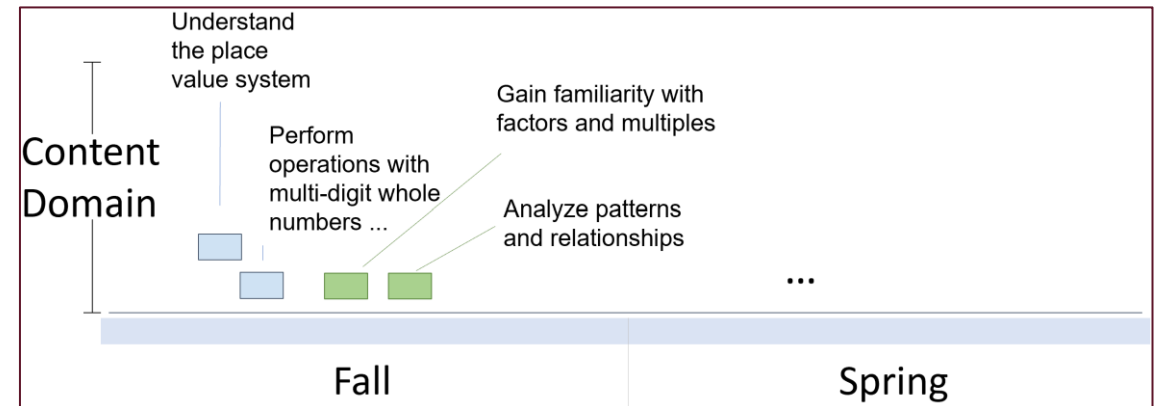 Understand
the place
value system
Gain familiarity with
factors and multiples
Content
Domain
Perform
operations with
multi-digit whole
numbers ...
Analyze patterns
and relationships
...
Fall
Spring